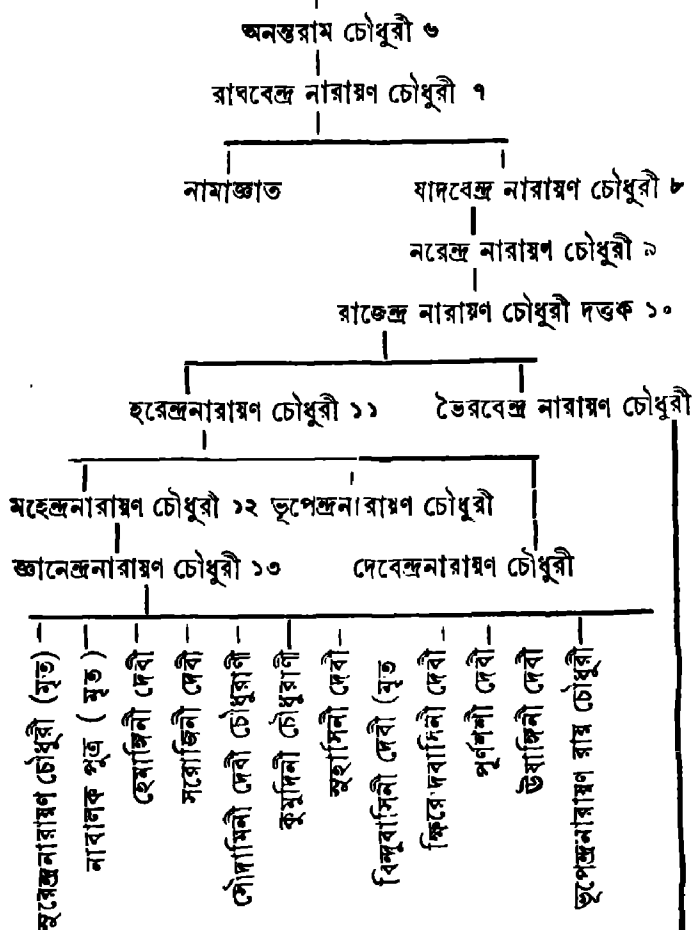 অনন্তরাম চৌধুরী ৬
রাঘবেন্দ্র নারায়ণ চৌধুরী ৭
নামাজ্ঞাত
যাদবেন্দ্র নারায়ণ চৌধুরী ৮
নরেন্দ্র নারায়ণ চৌধুরী ৯
রাজেন্দ্র নারায়ণ চৌধুরী দত্তক ১০
হরেন্দ্রনারায়ণ চৌধুরী ১১
ভৈরবেন্দ্র নারায়ণ চৌধুরী
মহেন্দ্রনারায়ণ চৌধুরী ১২
ভূপেন্দ্রনারায়ণ চৌধুরী
জ্ঞানেন্দ্রনারায়ণ চৌধুরী ১৩
দেবেন্দ্রনারায়ণ চৌধুরী
সুরেন্দ্রনারায়ণ চৌধুরী (মৃত)
নাবালক পুত্র (মৃত)
হেমাঙ্গিনী দেবী
সরোজিনী দেবী
সৌদামিনী দেবী চৌধুরাণী
কুমুদিনী চৌধুরাণী
সুহাসিনী দেবী
বিন্দুবাসিনী দেবী (মৃত
ক্ষিরোদবাসিনী দেবী
পূর্ণশশী দেবী
উষাঙ্গিনী দেবী
ভূপেন্দ্রনারায়ণ রায় চৌধুরী